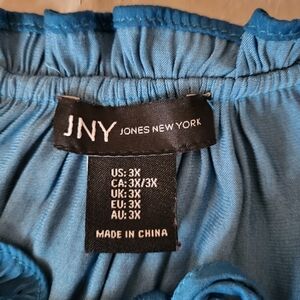 JNY JONES NEW YORK
US: 3X
CA: 3X/3X
UK: 3X
EU: 3X
AU: 3X
MADE IN CHINA